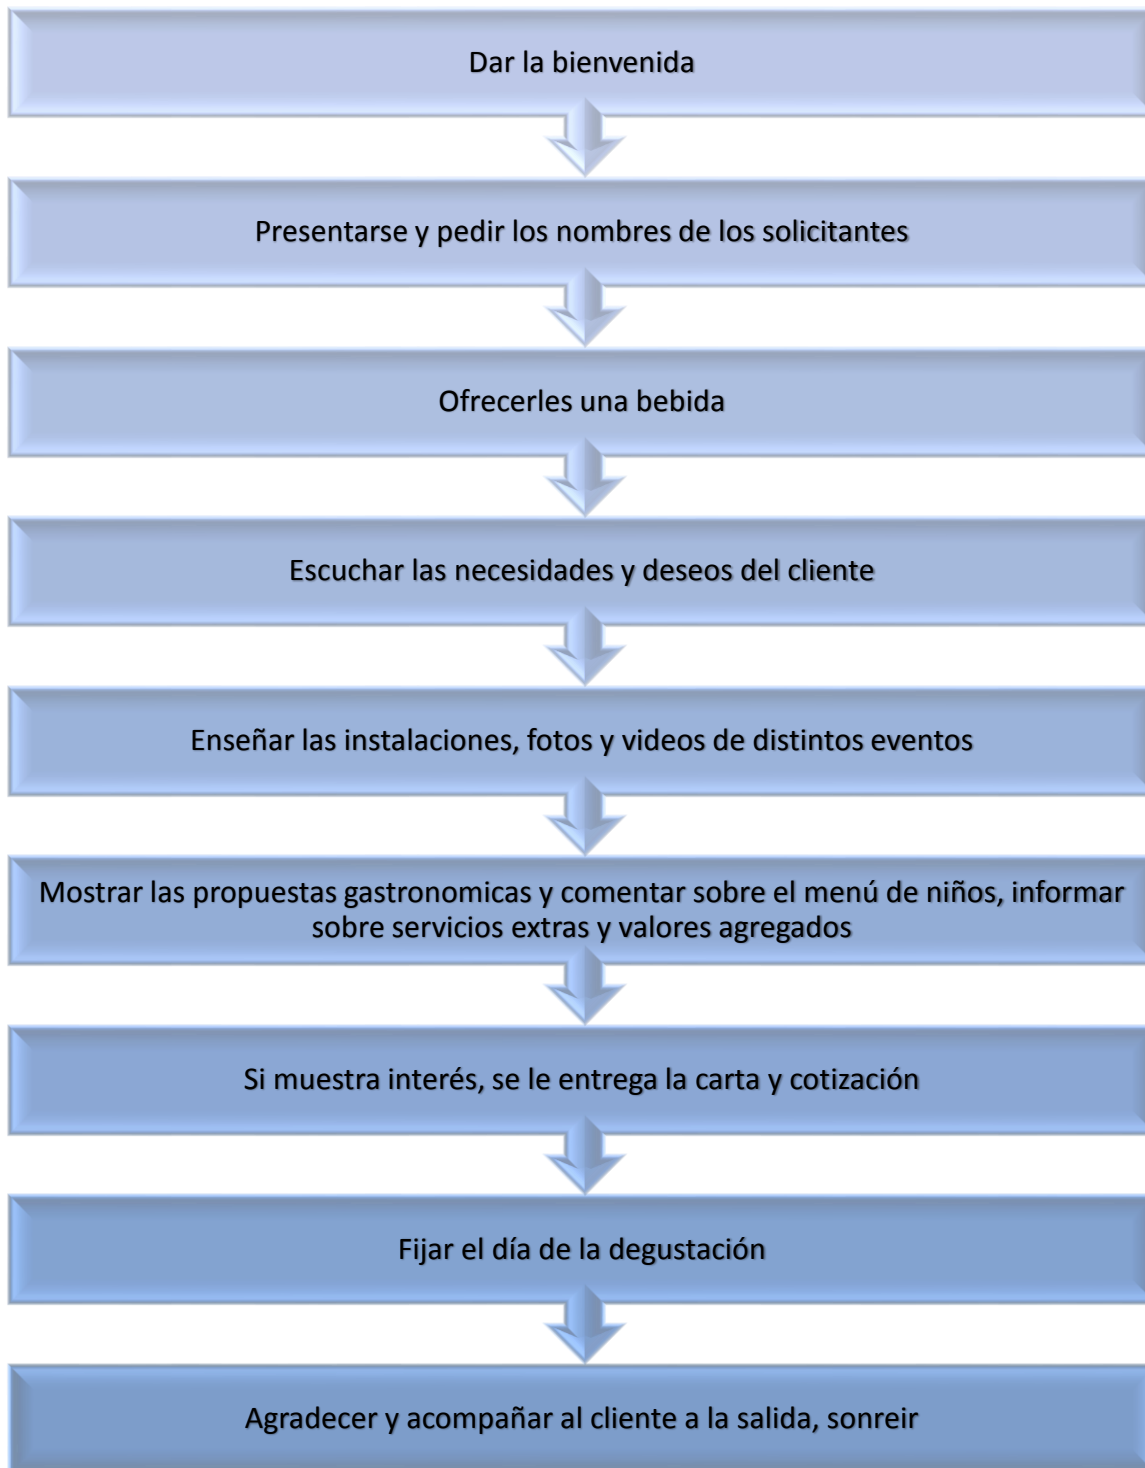 Dar la bienvenida
Presentarse y pedir los nombres de los solicitantes
Ofrecerles una bebida
Escuchar las necesidades y deseos del cliente
Enseñar las instalaciones, fotos y videos de distintos eventos
Mostrar las propuestas gastronomicas y comentar sobre el menú de niños, informar
sobre servicios extras y valores agregados
Si muestra interés, se le entrega la carta y cotización
Fijar el día de la degustación
Agradecer y acompañar al cliente a la salida, sonreir